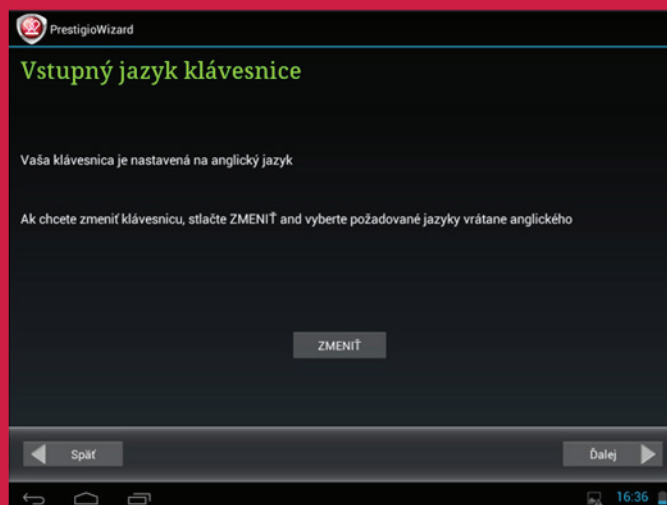 PrestigioWizard
Vstupný jazyk klávesnice
Vaša klávesnica je nastavená na anglický jazyk
Ak chcete zmeniť klávesnicu, stlačte ZMENIŤ and vyberte požadované jazyky vrátane anglického
ZMENIŤ
Späť
Ďalej
16:36